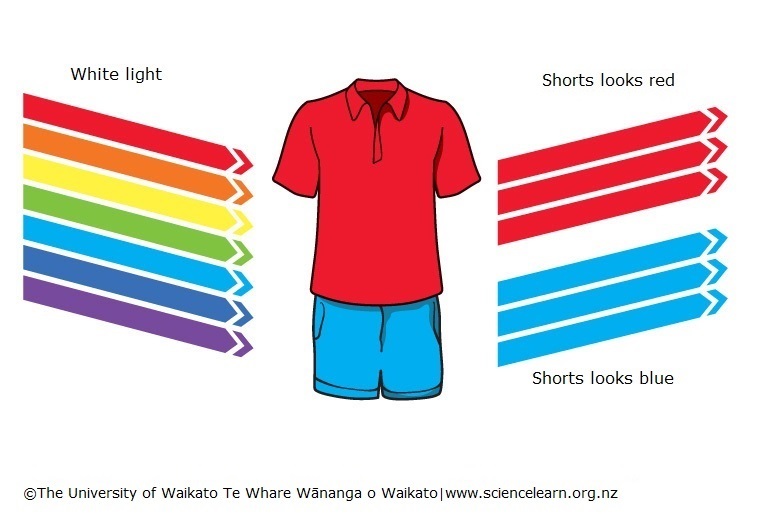 White light
Shorts looks red
Shorts looks blue
©The University of Waikato Te Whare Wānanga o Waikato|www.sciencelearn.org.nz